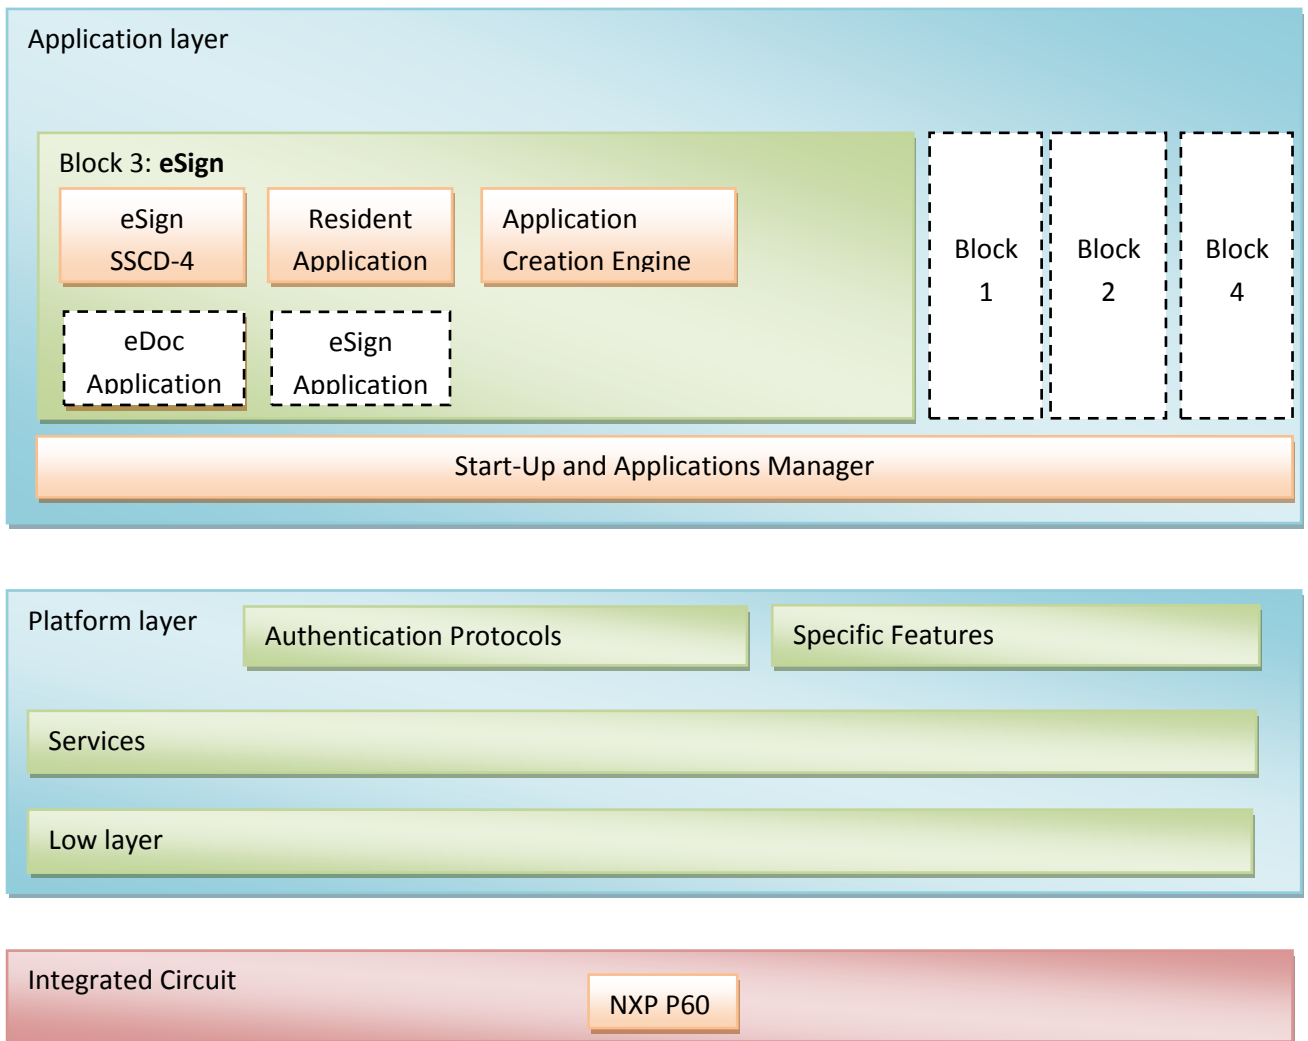 Application layer
Block 3: eSign
eSign
SSCD-4
Resident
Application
Application
Creation Engine
eDoc
Application
eSign
Application
Block
1
Block
2
Block
4
Start-Up and Applications Manager
Platform layer
Authentication Protocols
Specific Features
Services
Low layer
Integrated Circuit
NXP P60